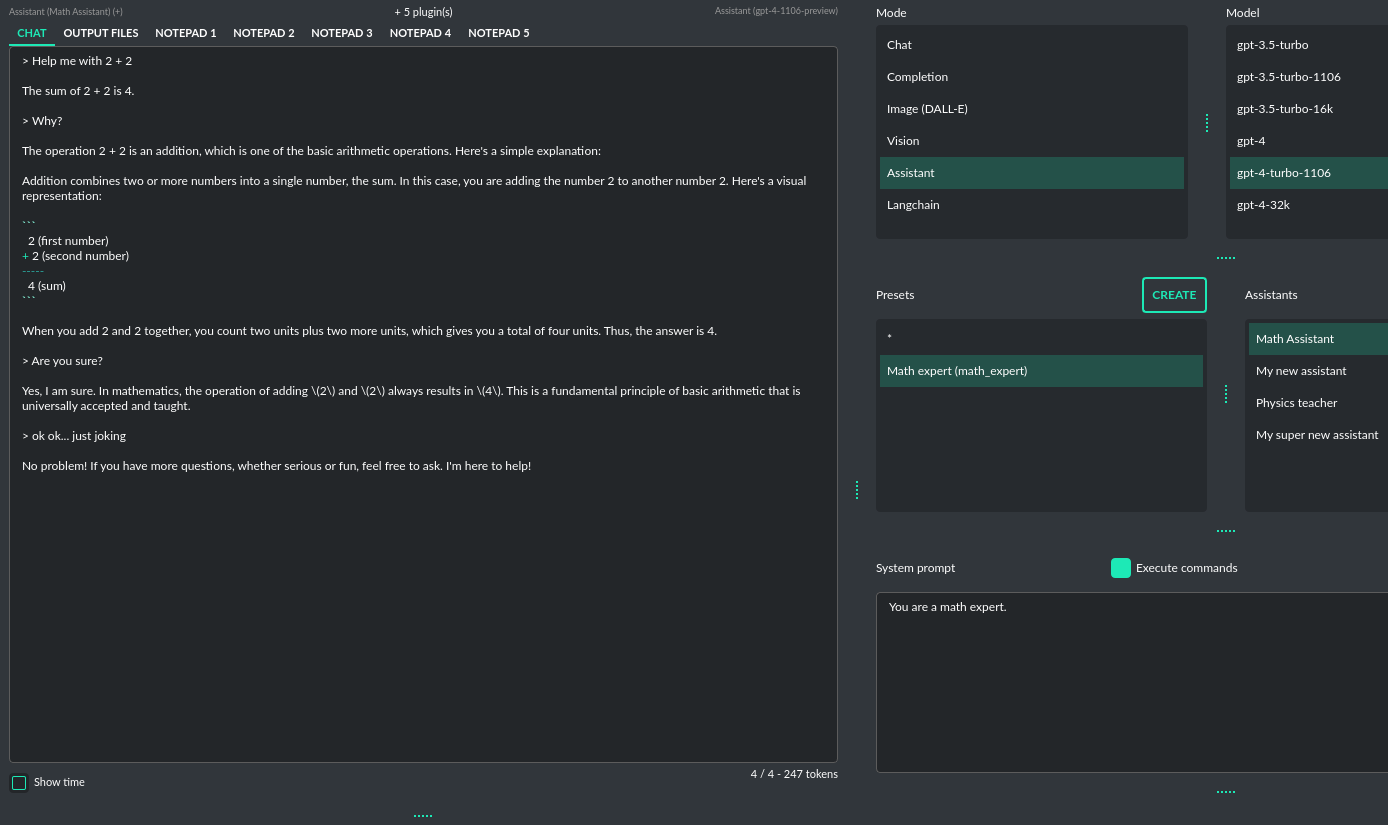 Assistant (Math Assistant) (+)
+ 5 plugin(s)
Assistant (gpt-4-1106-preview)
CHAT
OUTPUT FILES
NOTEPAD 1
NOTEPAD 2
NOTEPAD 3
NOTEPAD 4
NOTEPAD 5
> Help me with 2 + 2
The sum of 2 + 2 is 4.
> Why?
The operation 2 + 2 is an addition, which is one of the basic arithmetic operations. Here's a simple explanation:
Addition combines two or more numbers into a single number, the sum. In this case, you are adding the number 2 to another number 2. Here's a visual
representation:
```
2 (first number)
+ 2 (second number)
-----
4 (sum)
```
When you add 2 and 2 together, you count two units plus two more units, which gives you a total of four units. Thus, the answer is 4.
> Are you sure?
Yes, I am sure. In mathematics, the operation of adding \(2\) and \(2\) always results in \(4\). This is a fundamental principle of basic arithmetic that is
universally accepted and taught.
> ok ok... just joking
No problem! If you have more questions, whether serious or fun, feel free to ask. I'm here to help!
Show time
4 / 4 - 247 tokens
Mode
Chat
Completion
Image (DALL-E)
Vision
Assistant
Langchain
Model
gpt-3.5-turbo
gpt-3.5-turbo-1106
gpt-3.5-turbo-16k
gpt-4
gpt-4-turbo-1106
gpt-4-32k
Presets
CREATE
*
Math expert (math_expert)
Assistants
Math Assistant
My new assistant
Physics teacher
My super new assistant
System prompt
Execute commands
You are a math expert.